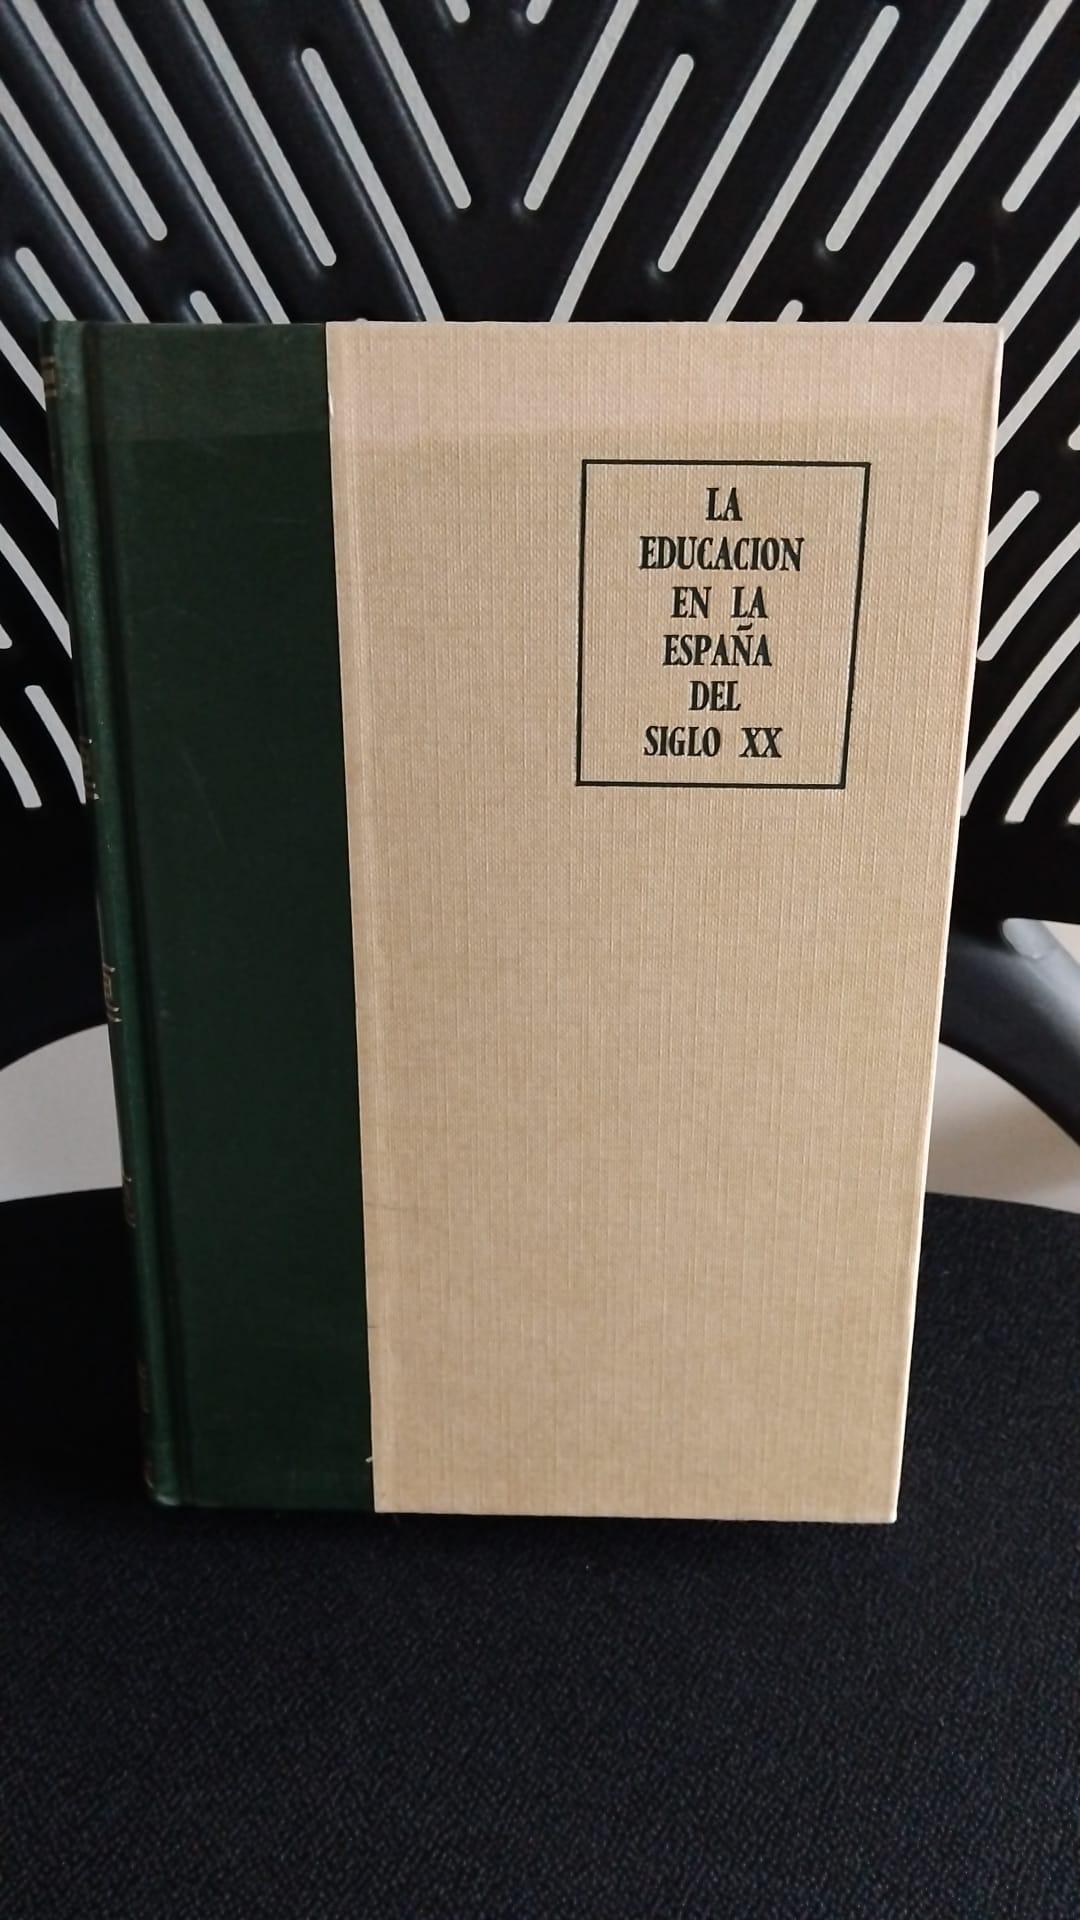 LA
EDUCACION
EN LA
ESPAÑA
DEL
SIGLO XX